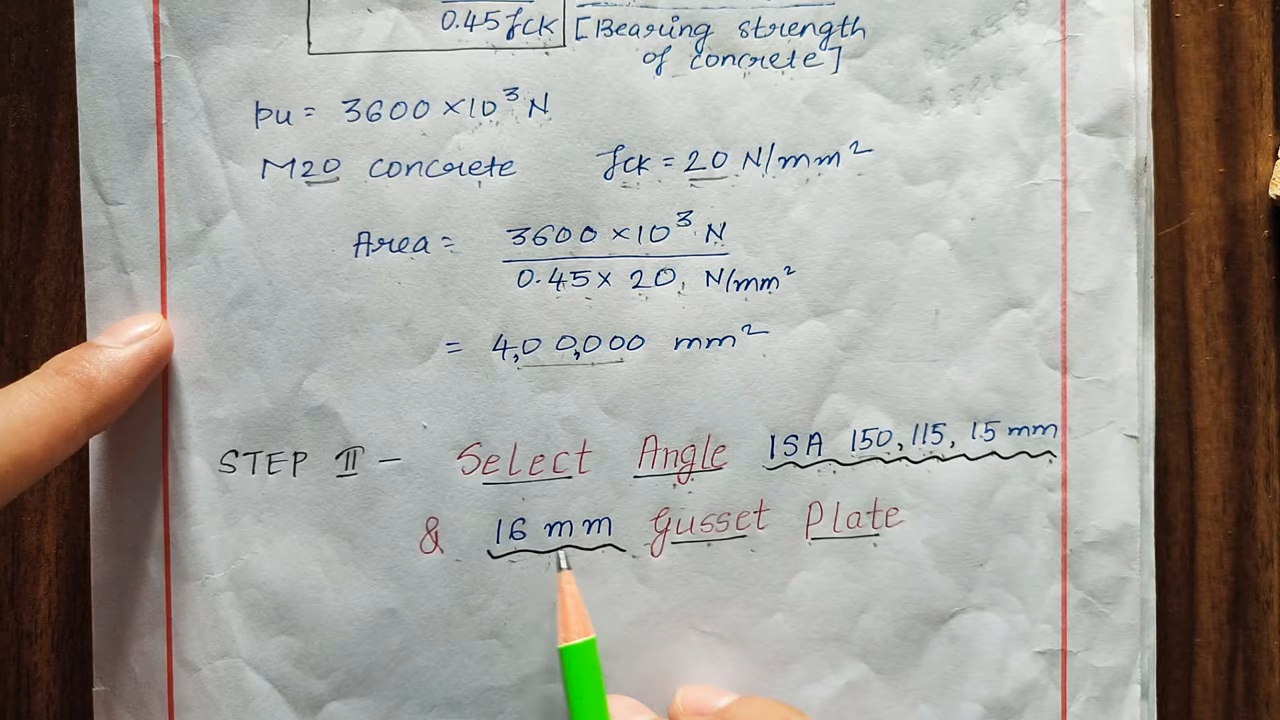 0.45 fck [Bearing strength
of concrete]
Pu = 3600 × 10³ N
M20 concrete fck = 20 N/mm²
Area = 3600 × 10³ N
0.45 × 20 N/mm²
= 4,00,000 mm²
STEP II - Select Angle ISA 150, 115, 15 mm
& 16 mm Gusset Plate